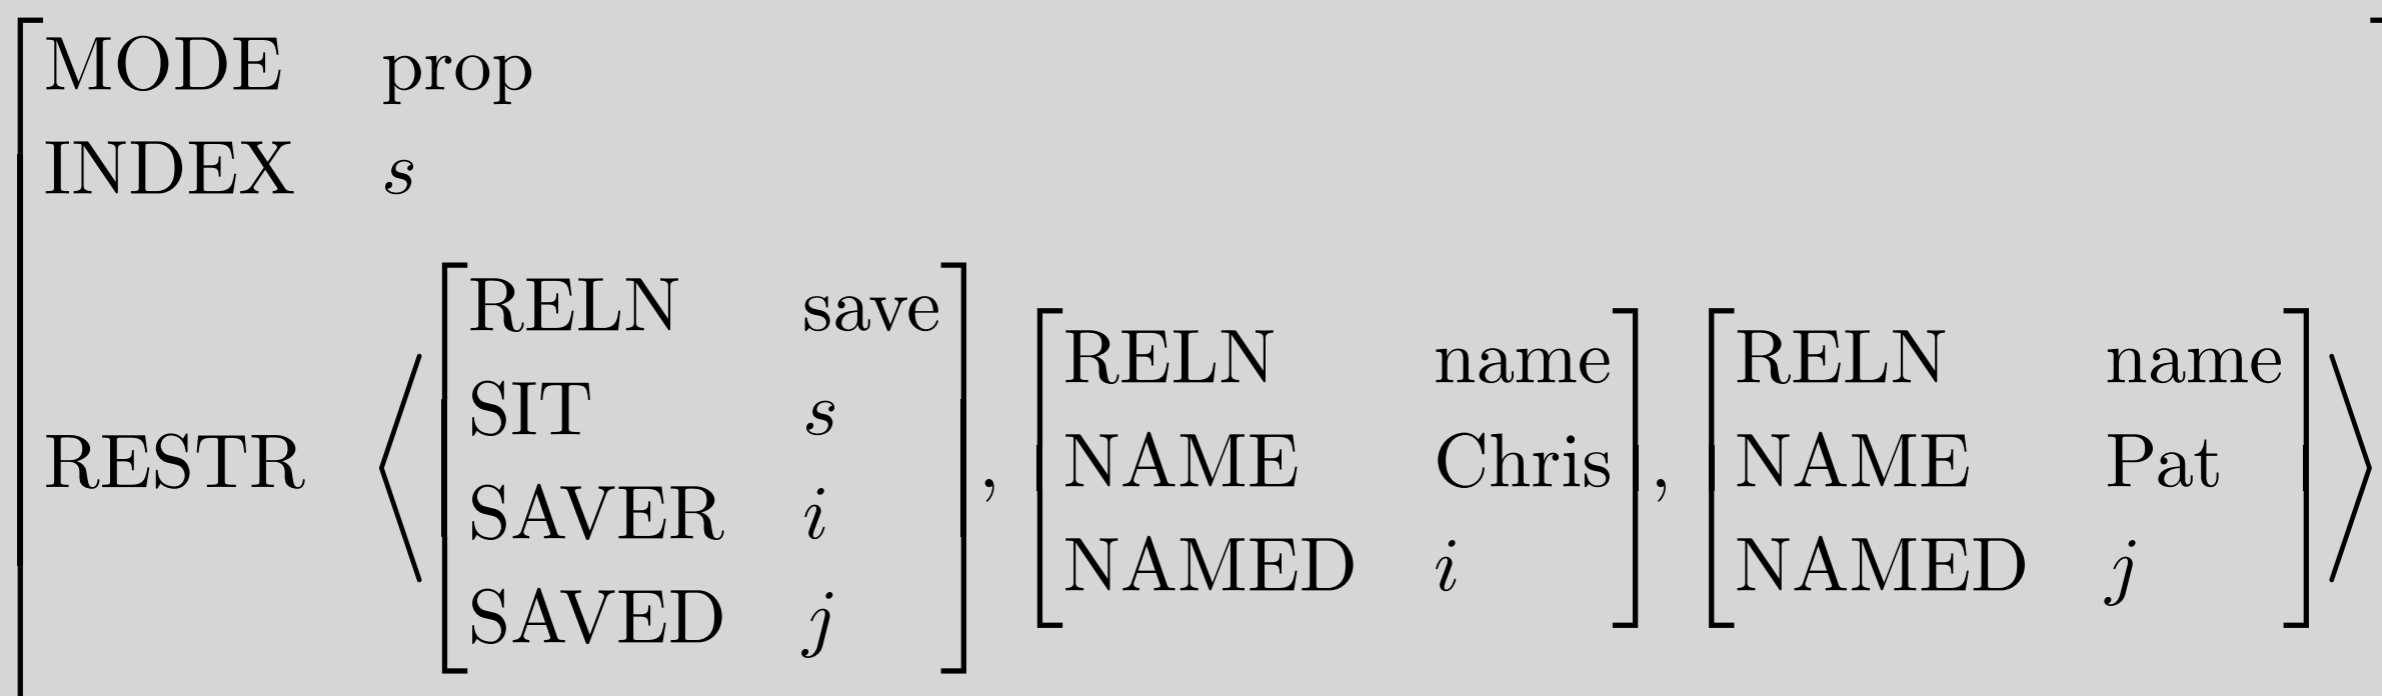 MODE prop
INDEX s
RELN save
SIT s
RESTR ⟨ SAVER i , RELN name NAME Chris NAMED i , RELN name NAME Pat NAMED j ⟩
SAVED j